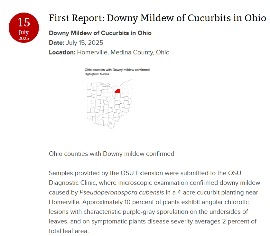 15
July
2025
First Report: Downy Mildew of Cucurbits in Ohio
Downy Mildew of Cucurbits in Ohio
Date: July 15, 2025
Location: Homerville, Medina County, Ohio
Ohio counties with Downy mildew confirmed
Ohio counties with Downy mildew confirmed
Samples provided by the OSU Extension were submitted to the OSU
Diagnostic Clinic, where microscopic examination confirmed downy mildew
caused by Pseudoperonospora cubensis in a 4 acre cucurbit planting near
Homerville. Approximately 10 percent of plants exhibit angular chlorotic
lesions with characteristic purple-grey sporulation on the undersides of
leaves, and on symptomatic plants disease severity averages 2 percent of
total leaf area.